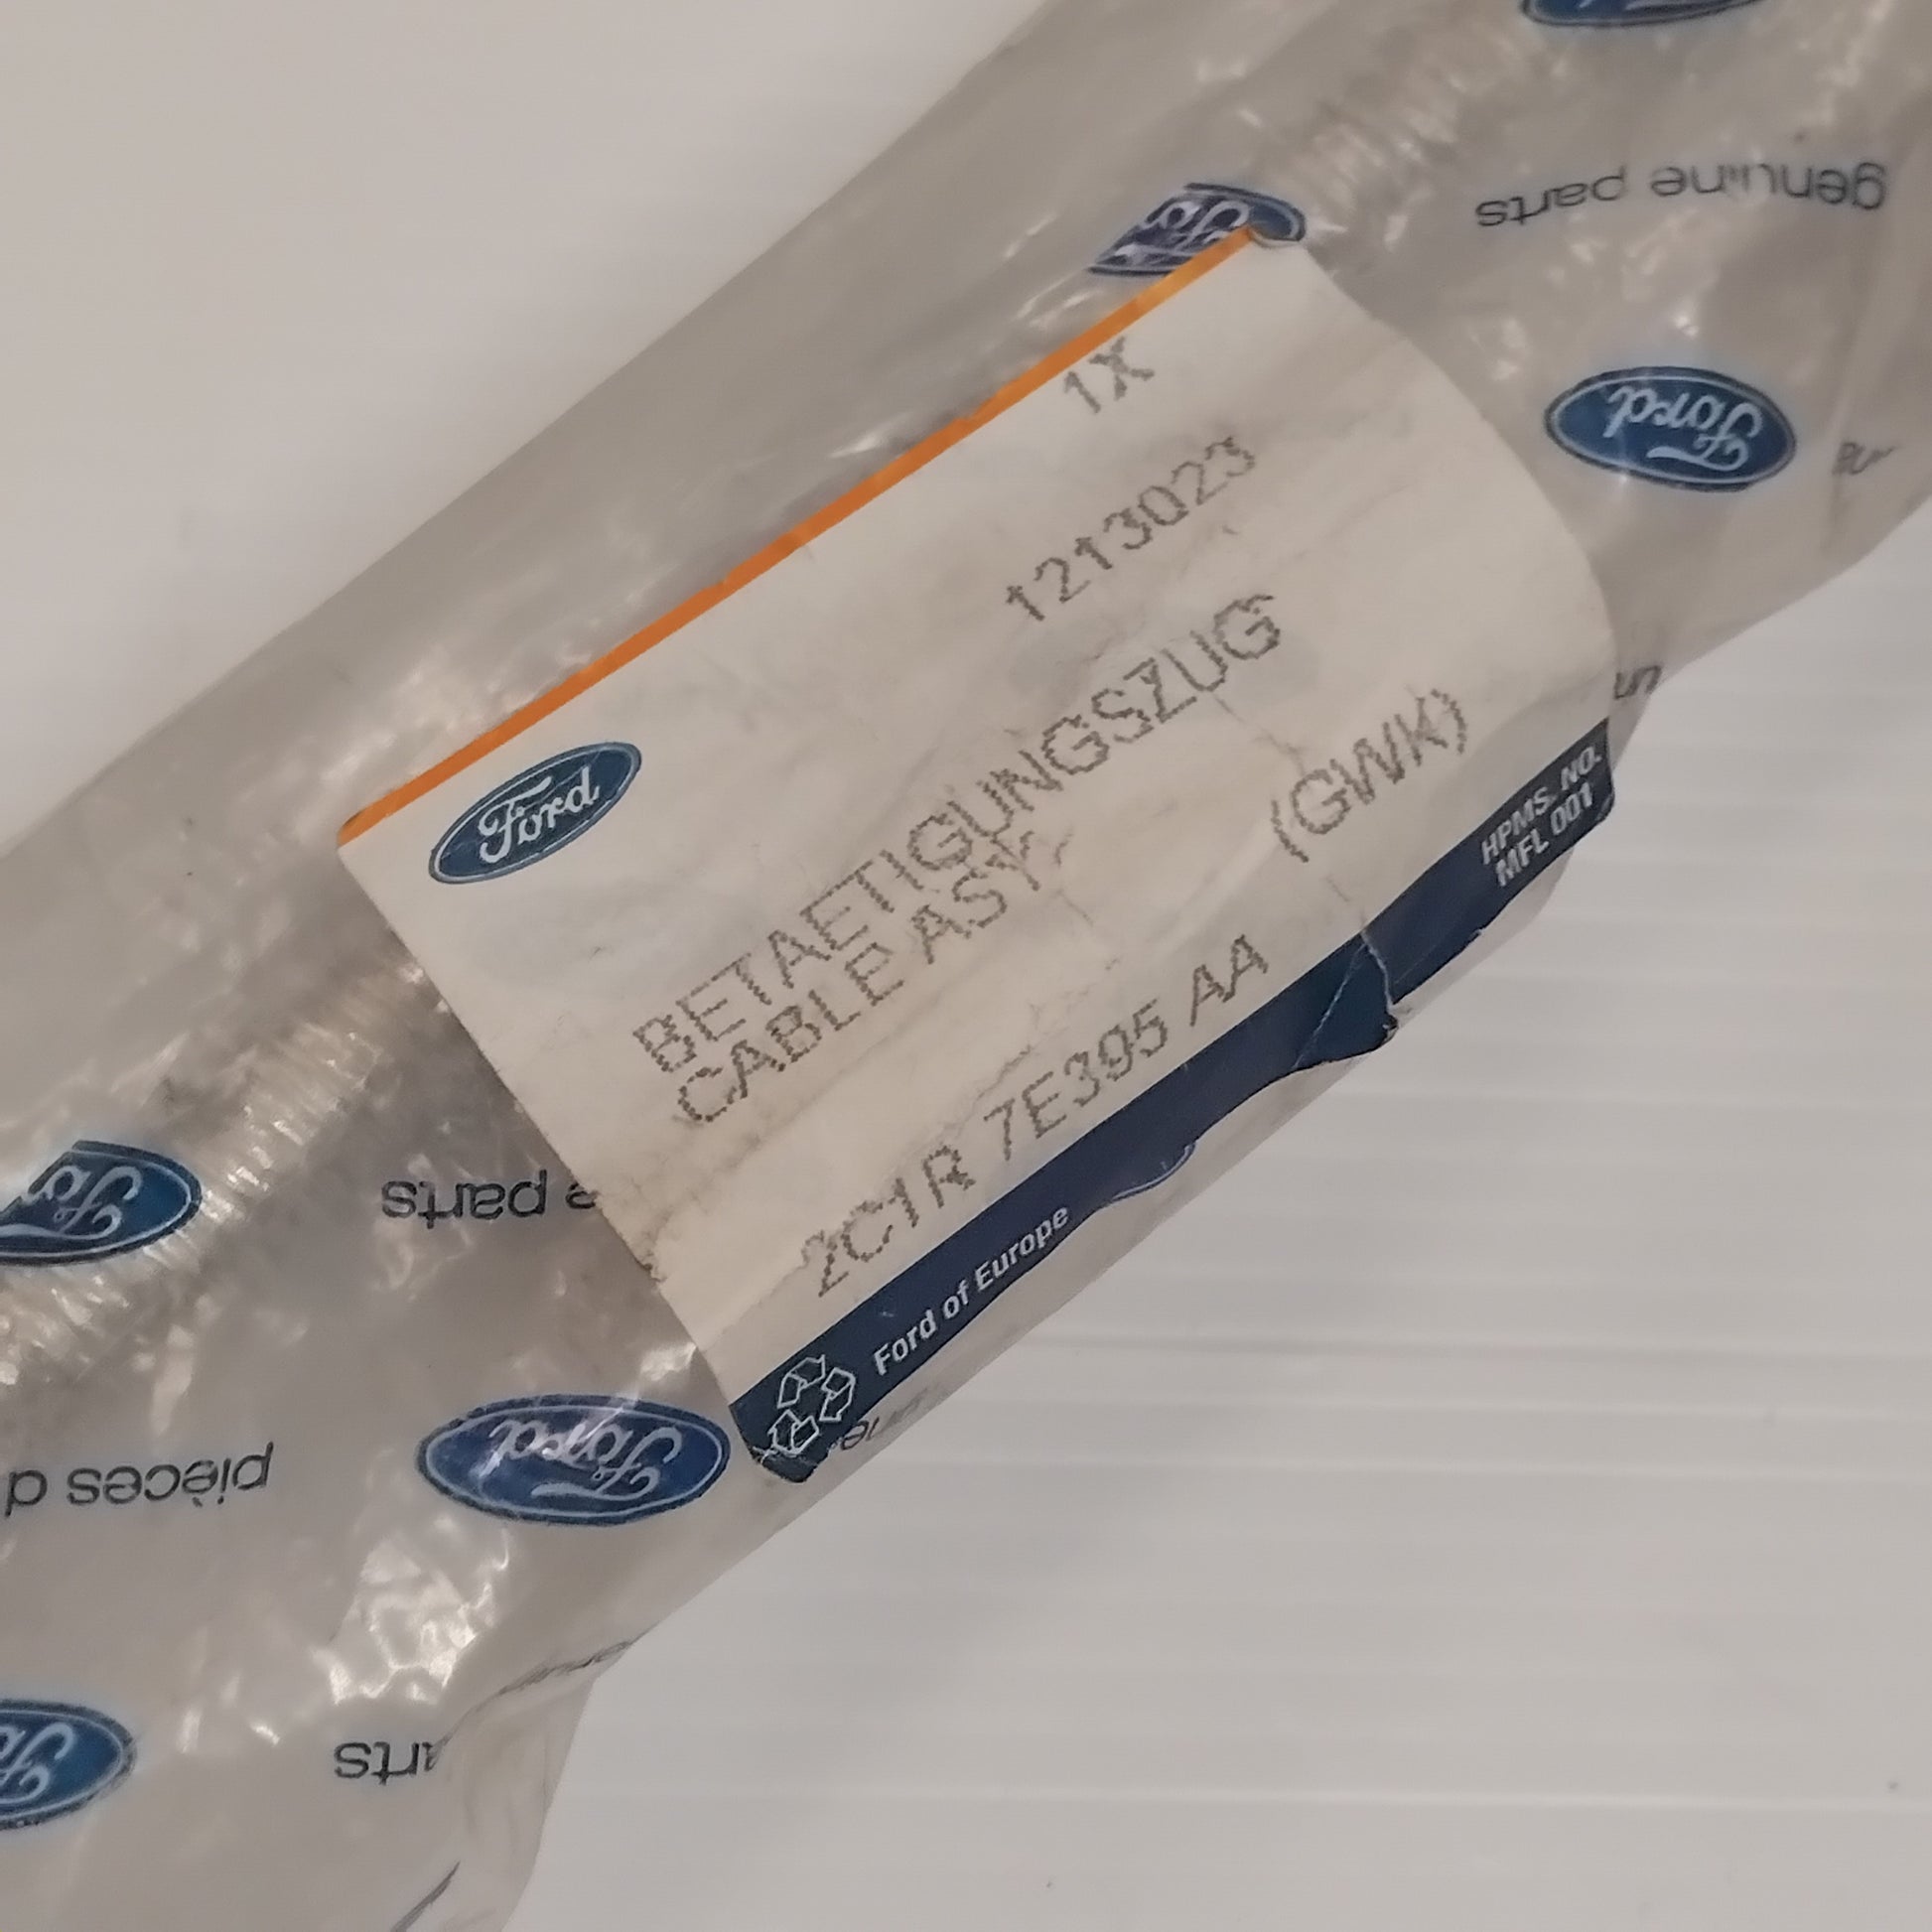 Ford
genuine parts
Ford
1X
1213023
Ford
BETAETIGUNGSZUG
CABLE ASY
(GWK)
2C1R 7E395 AA
HPMS NO.
MFL 001
Ford of Europe
Ford
parts
Ford
pièces d